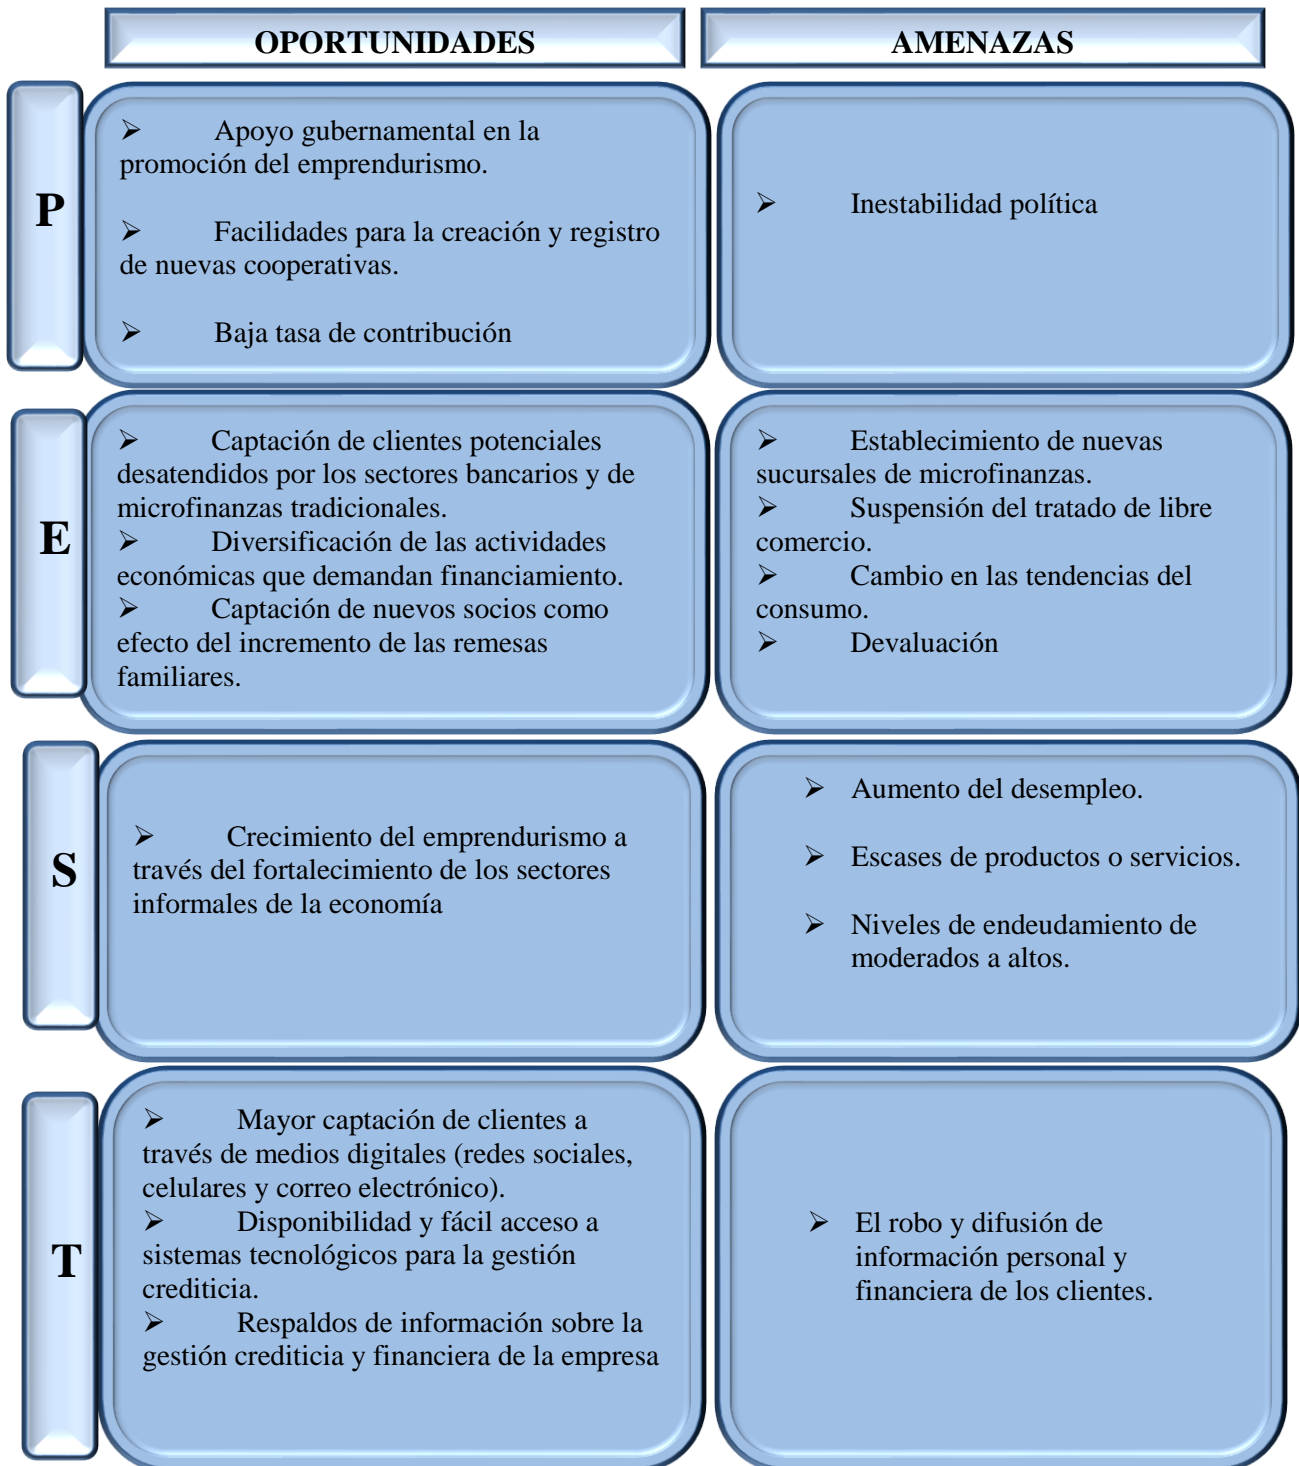 OPORTUNIDADES
AMENAZAS
P
➢ Apoyo gubernamental en la
promoción del emprendurismo.
➢ Facilidades para la creación y registro
de nuevas cooperativas.
➢ Baja tasa de contribución
➢ Inestabilidad política
E
➢ Captación de clientes potenciales
desatendidos por los sectores bancarios y de
microfinanzas tradicionales.
➢ Diversificación de las actividades
económicas que demandan financiamiento.
➢ Captación de nuevos socios como
efecto del incremento de las remesas
familiares.
➢ Establecimiento de nuevas
sucursales de microfinanzas.
➢ Suspensión del tratado de libre
comercio.
➢ Cambio en las tendencias del
consumo.
➢ Devaluación
S
➢ Crecimiento del emprendurismo a
través del fortalecimiento de los sectores
informales de la economía
➢ Aumento del desempleo.
➢ Escases de productos o servicios.
➢ Niveles de endeudamiento de
moderados a altos.
T
➢ Mayor captación de clientes a
través de medios digitales (redes sociales,
celulares y correo electrónico).
➢ Disponibilidad y fácil acceso a
sistemas tecnológicos para la gestión
crediticia.
➢ Respaldos de información sobre la
gestión crediticia y financiera de la empresa
➢ El robo y difusión de
información personal y
financiera de los clientes.